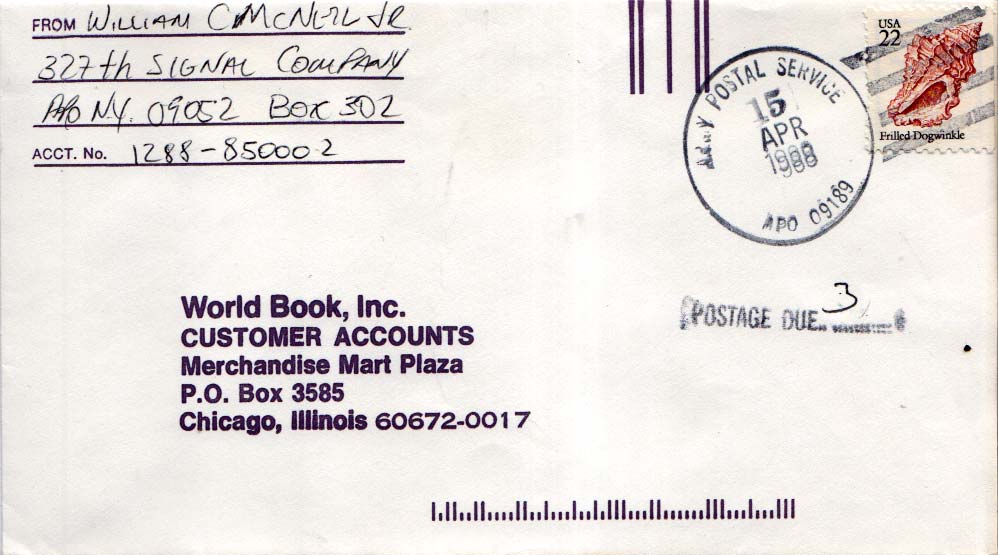 FROM WILLIAM C MCNEIL JR
327th SIGNAL COMPANY
APO N.Y. 09052 BOX 302
ACCT. No. 1288-850002
USA
22
Frilled Dogwinkle
ARMY POSTAL SERVICE
15
APR
1988
APO 09189
POSTAGE DUE 3
World Book, Inc.
CUSTOMER ACCOUNTS
Merchandise Mart Plaza
P.O. Box 3585
Chicago, Illinois 60672-0017